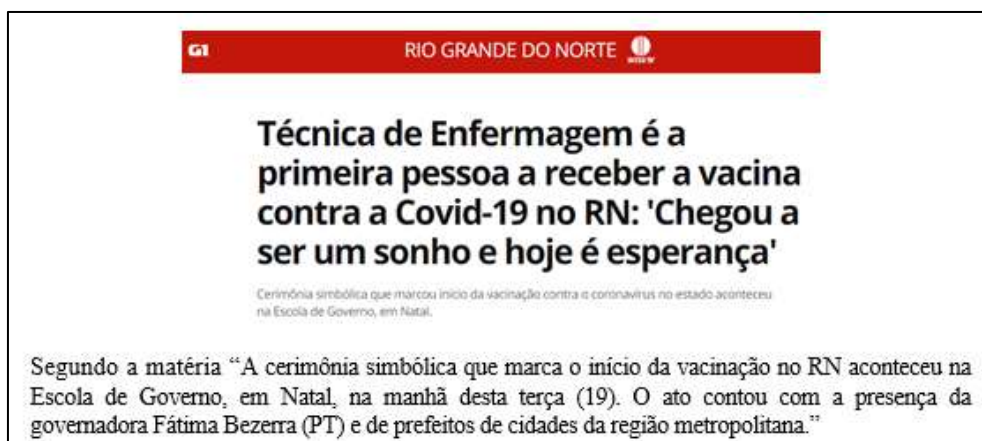 G1
RIO GRANDE DO NORTE
Técnica de Enfermagem é a
primeira pessoa a receber a vacina
contra a Covid-19 no RN: 'Chegou a
ser um sonho e hoje é esperança'
Cerimônia simbólica que marcou início da vacinação contra o coronavírus no estado aconteceu
na Escola de Governo, em Natal.
Segundo a matéria “A cerimônia simbólica que marca o início da vacinação no RN aconteceu na
Escola de Governo, em Natal, na manhã desta terça (19). O ato contou com a presença da
governadora Fátima Bezerra (PT) e de prefeitos de cidades da região metropolitana.”